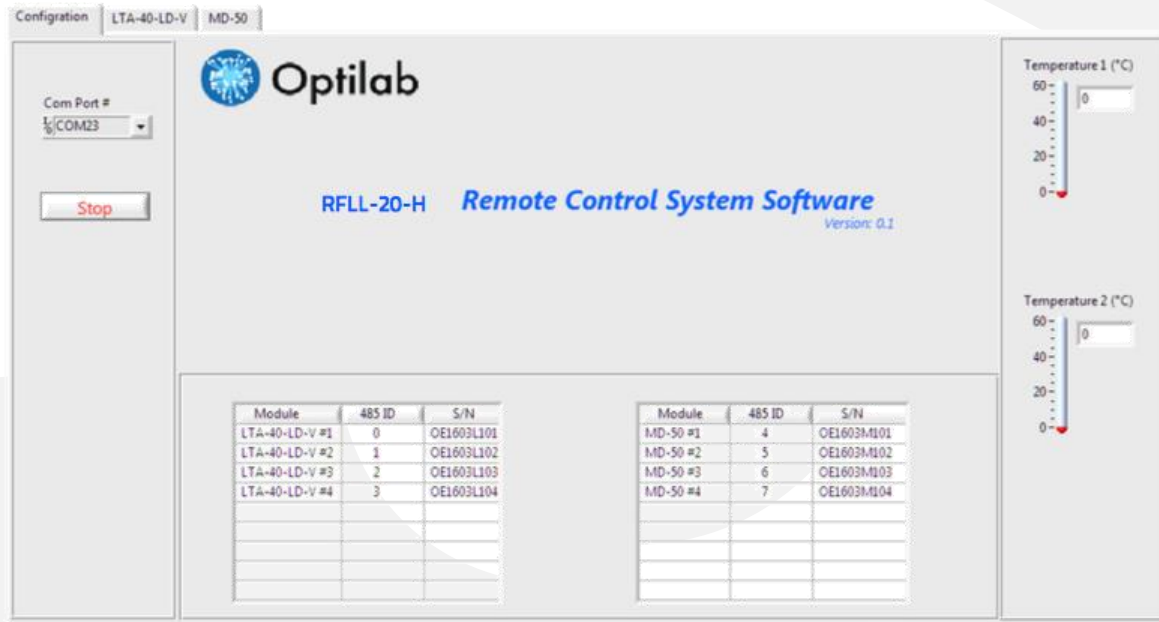 Configration LTA-40-LD-V MD-50
Optilab
Com Port #
COM23
Stop
RFLL-20-H Remote Control System Software
Version: 0.1
Module 485 ID S/N
LTA-40-LD-V #1 0 OE1603L101
LTA-40-LD-V #2 1 OE1603L102
LTA-40-LD-V #3 2 OE1603L103
LTA-40-LD-V #4 3 OE1603L104
Module 485 ID S/N
MD-50 #1 4 OE1603M101
MD-50 #2 5 OE1603M102
MD-50 #3 6 OE1603M103
MD-50 #4 7 OE1603M104
Temperature 1 (°C)
60
0
40
20
0
Temperature 2 (°C)
60
0
40
20
0